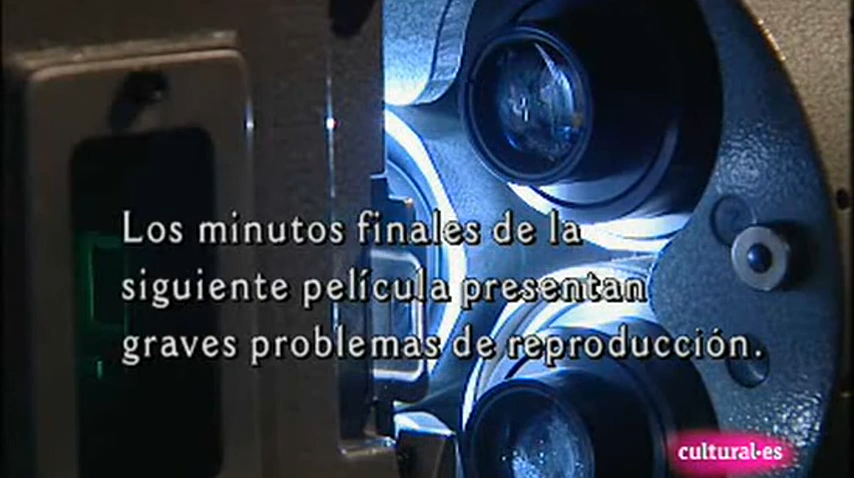 Los minutos finales de la
siguiente película presentan
graves problemas de reproducción.
cultural·es